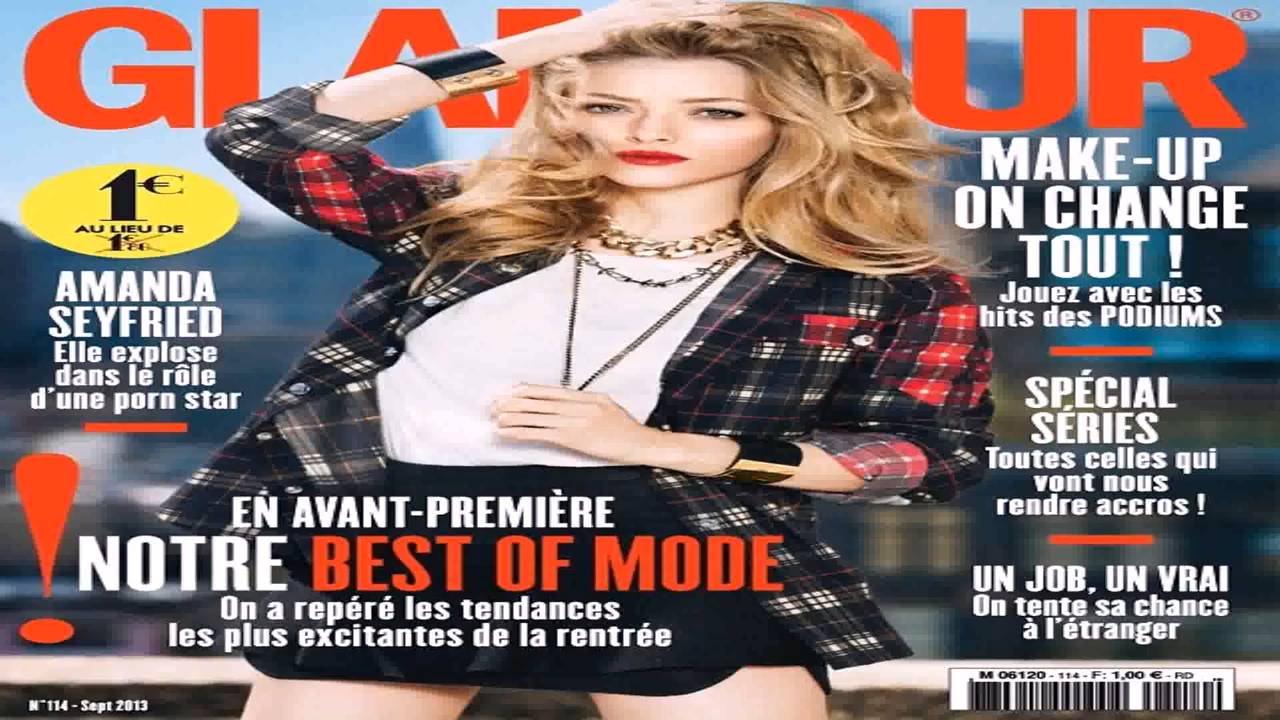 GLAMOUR®
1€
AU LIEU DE
AMANDA
SEYFRIED
Elle explose
dans le rôle
d'une porn star
MAKE-UP
ON CHANGE
TOUT !
Jouez avec les
hits des PODIUMS
SPÉCIAL
SÉRIES
Toutes celles qui
vont nous
rendre accros !
UN JOB, UN VRAI
On tente sa chance
à l'étranger
! EN AVANT-PREMIÈRE
NOTRE BEST OF MODE
On a repéré les tendances
les plus excitantes de la rentrée
N°114 - Sept 2013
M 06120 - 114 - F: 1,00 € - RD